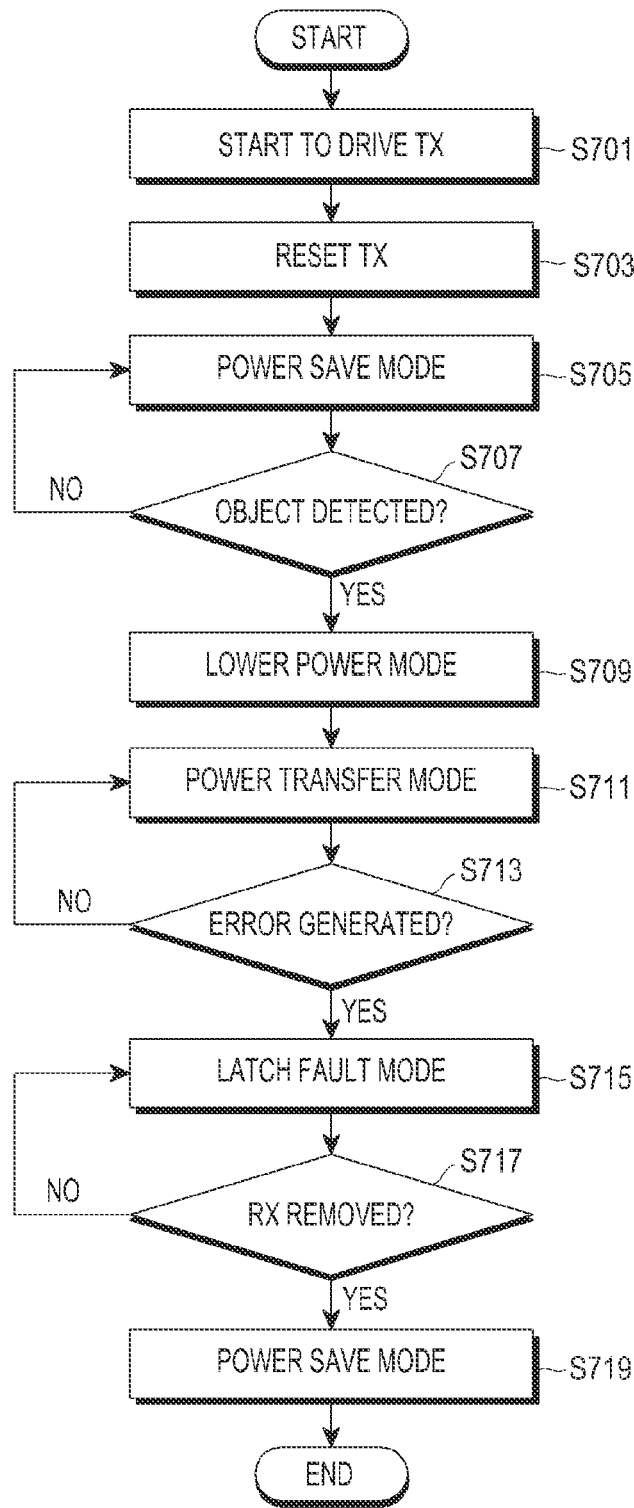 START
START TO DRIVE TX
S701
RESET TX
S703
POWER SAVE MODE
S705
S707
NO
OBJECT DETECTED?
YES
LOWER POWER MODE
S709
POWER TRANSFER MODE
S711
S713
NO
ERROR GENERATED?
YES
LATCH FAULT MODE
S715
S717
NO
RX REMOVED?
YES
POWER SAVE MODE
S719
END